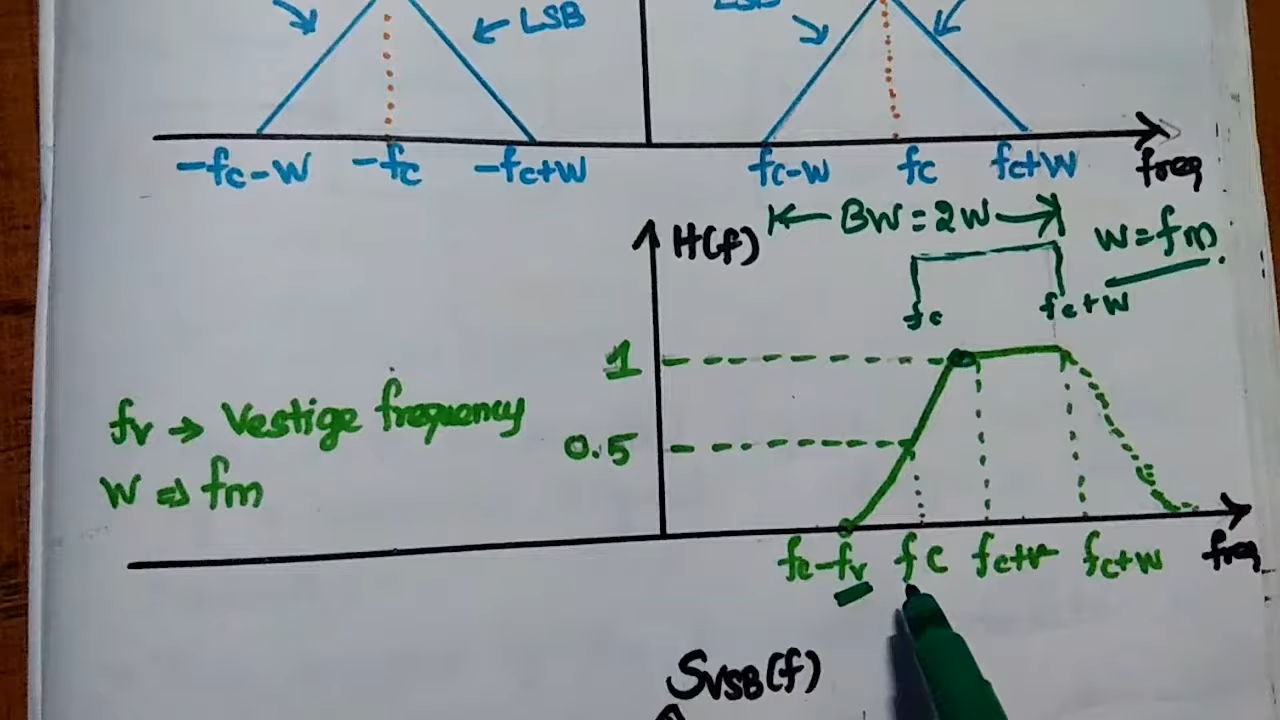 LSB LSB
-fc-W -fc -fc+W fc-W fc fc+W freq
BW=2W
H(f) W=fm.
fc fc+W
1
fv → Vestige frequency
0.5
W ⇒ fm
fc-fv fc fc+v fc+W freq
SVSB(f)